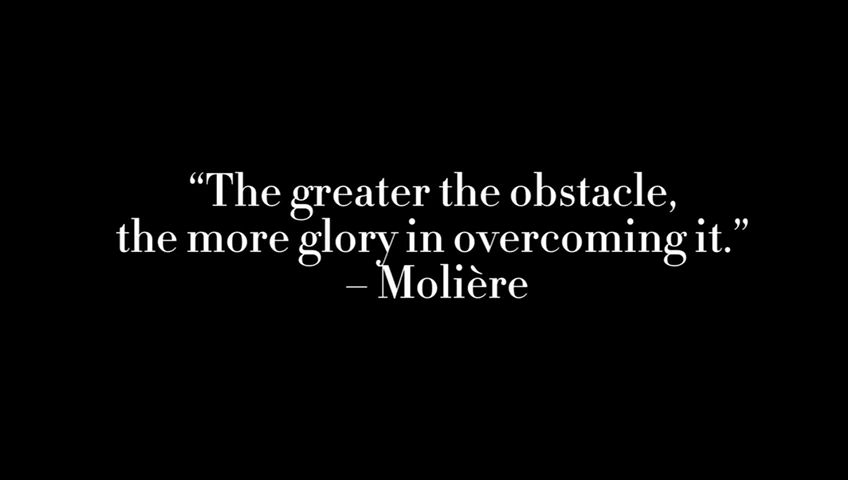 “The greater the obstacle,
the more glory in overcoming it.”
– Molière